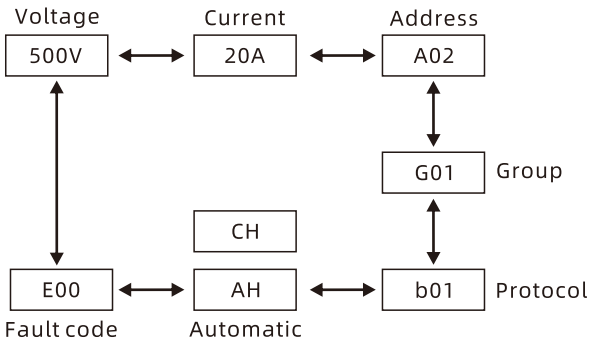 Voltage
Current
Address
500V
20A
A02
G01
Group
CH
E00
AH
b01
Protocol
Fault code
Automatic